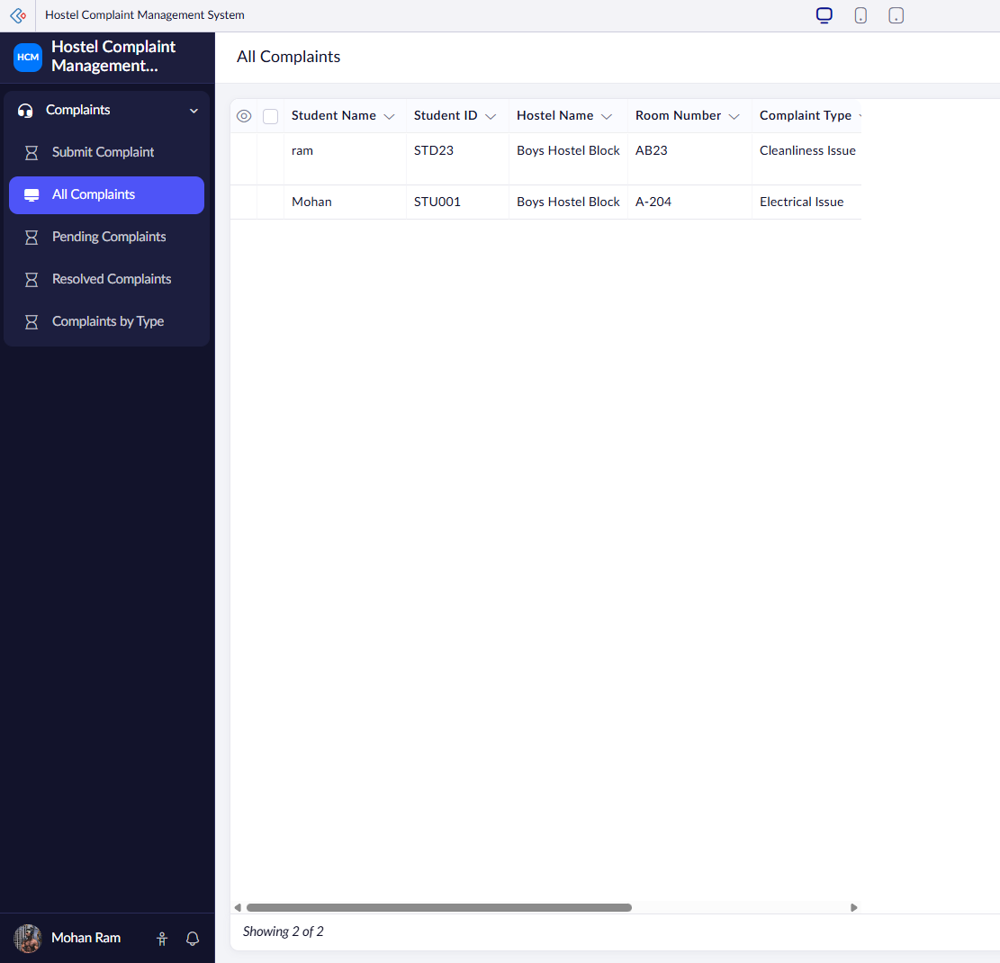 Hostel Complaint Management System
HCM
Hostel Complaint
Management...
Complaints
Submit Complaint
All Complaints
Pending Complaints
Resolved Complaints
Complaints by Type
Mohan Ram
All Complaints
Student Name Student ID Hostel Name Room Number Complaint Type
ram STD23 Boys Hostel Block AB23 Cleanliness Issue
Mohan STU001 Boys Hostel Block A-204 Electrical Issue
Showing 2 of 2